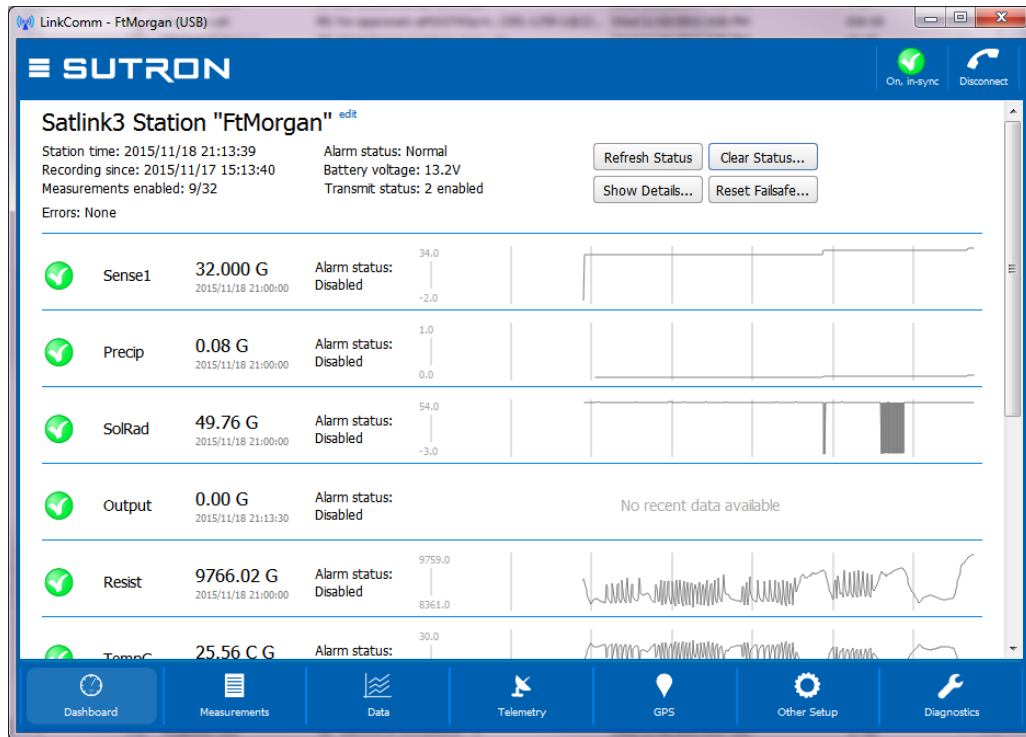 LinkComm - FtMorgan (USB)
SUTRON
On, in-sync
Disconnect
Satlink3 Station "FtMorgan" edit
Station time: 2015/11/18 21:13:39
Recording since: 2015/11/17 15:13:40
Measurements enabled: 9/32
Errors: None
Alarm status: Normal
Battery voltage: 13.2V
Transmit status: 2 enabled
Refresh Status
Clear Status...
Show Details...
Reset Failsafe...
Sense1
32.000 G
2015/11/18 21:00:00
Alarm status:
Disabled
34.0
-2.0
Precip
0.08 G
2015/11/18 21:00:00
Alarm status:
Disabled
1.0
0.0
SolRad
49.76 G
2015/11/18 21:00:00
Alarm status:
Disabled
54.0
-3.0
Output
0.00 G
2015/11/18 21:13:30
Alarm status:
Disabled
No recent data available
Resist
9766.02 G
2015/11/18 21:00:00
Alarm status:
Disabled
9759.0
8361.0
TempC
25.56 C G
Alarm status:
30.0
Dashboard
Measurements
Data
Telemetry
GPS
Other Setup
Diagnostics